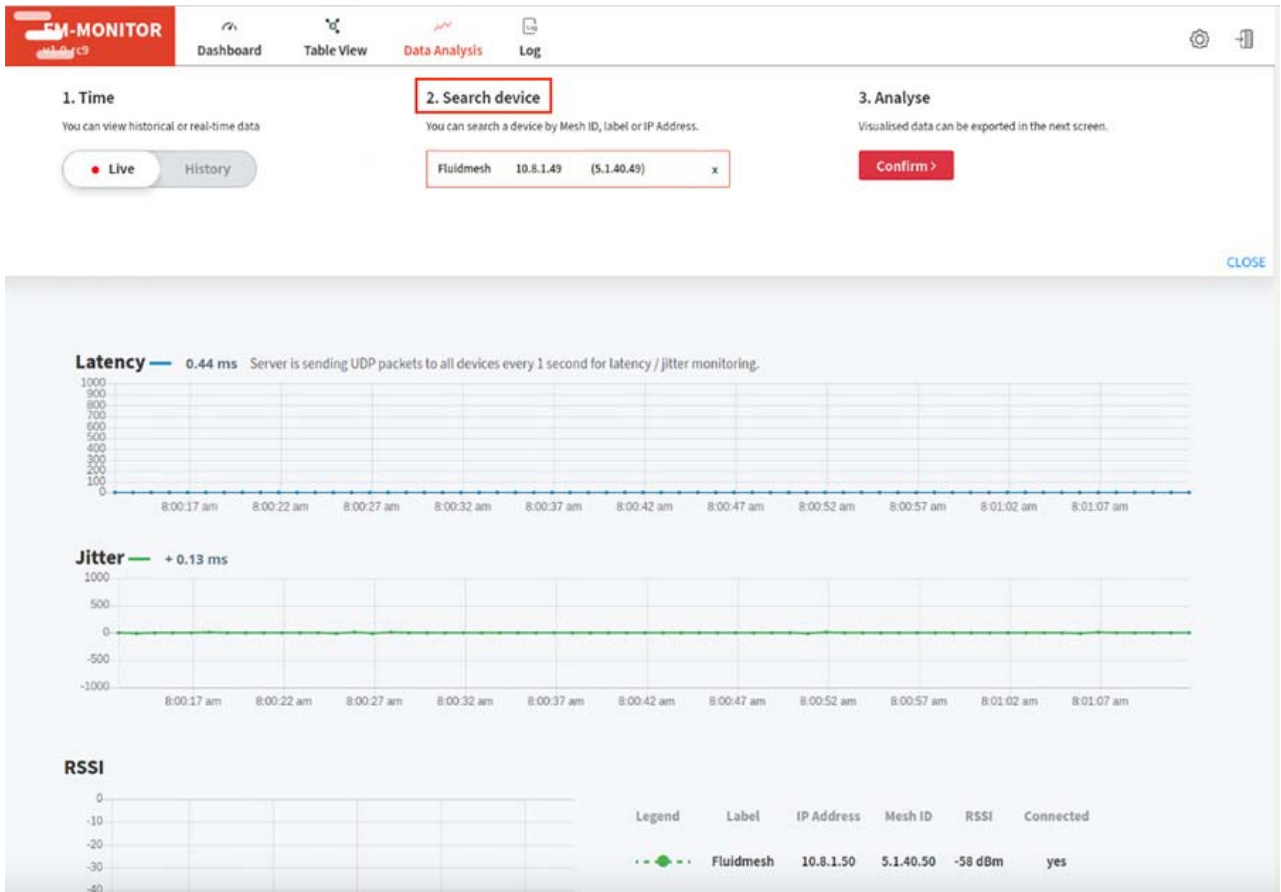 FM-MONITOR
v1.0-rc9
Dashboard
Table View
Data Analysis
Log
1. Time
You can view historical or real-time data
Live
History
2. Search device
You can search a device by Mesh ID, label or IP Address.
Fluidmesh 10.8.1.49 (5.1.40.49) x
3. Analyse
Visualised data can be exported in the next screen.
Confirm >
CLOSE
Latency 0.44 ms Server is sending UDP packets to all devices every 1 second for latency / jitter monitoring.
1000
900
800
700
600
500
400
300
200
100
0
8:00:17 am 8:00:22 am 8:00:27 am 8:00:32 am 8:00:37 am 8:00:42 am 8:00:47 am 8:00:52 am 8:00:57 am 8:01:02 am 8:01:07 am
Jitter + 0.13 ms
1000
500
0
-500
-1000
8:00:17 am 8:00:22 am 8:00:27 am 8:00:32 am 8:00:37 am 8:00:42 am 8:00:47 am 8:00:52 am 8:00:57 am 8:01:02 am 8:01:07 am
RSSI
0
-10
-20
-30
-40
Legend Label IP Address Mesh ID RSSI Connected
Fluidmesh 10.8.1.50 5.1.40.50 -58 dBm yes